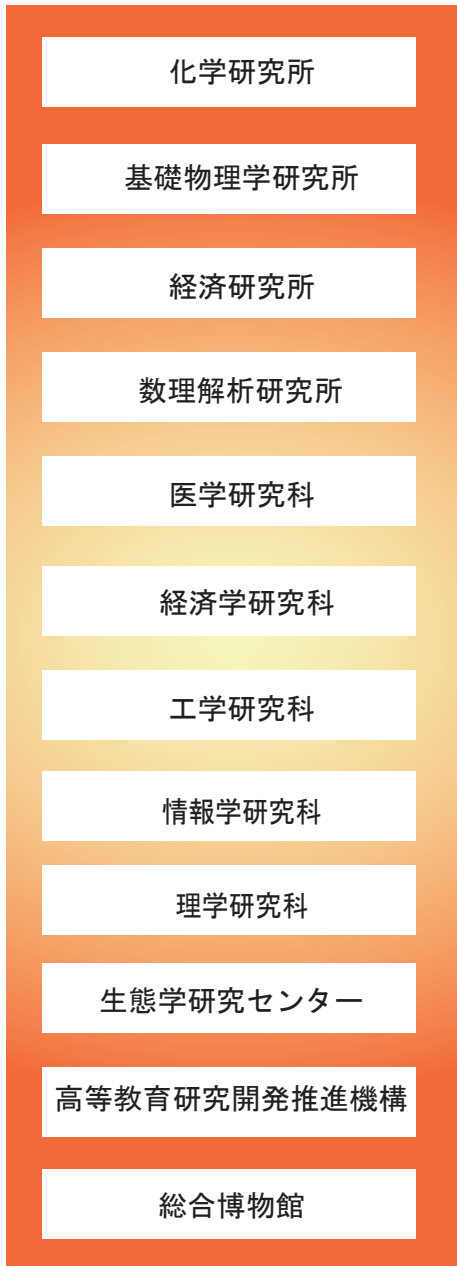 化学研究所
基礎物理学研究所
経済研究所
数理解析研究所
医学研究科
経済学研究科
工学研究科
情報学研究科
理学研究科
生態学研究センター
高等教育研究開発推進機構
総合博物館